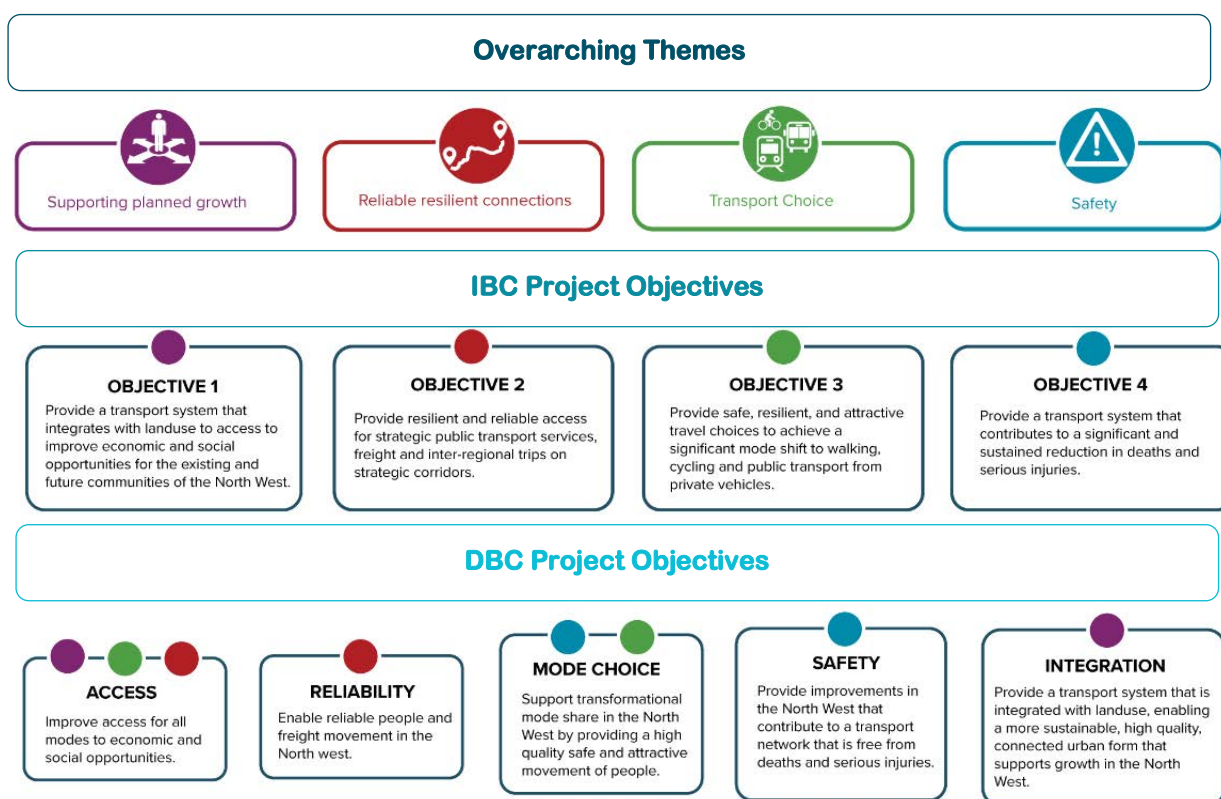 Overarching Themes
Supporting planned growth
Reliable resilient connections
Transport Choice
Safety
IBC Project Objectives
OBJECTIVE 1
Provide a transport system that
integrates with landuse to access to
improve economic and social
opportunities for the existing and
future communities of the North West.
OBJECTIVE 2
Provide resilient and reliable access
for strategic public transport services,
freight and inter-regional trips on
strategic corridors.
OBJECTIVE 3
Provide safe, resilient, and attractive
travel choices to achieve a
significant mode shift to walking,
cycling and public transport from
private vehicles.
OBJECTIVE 4
Provide a transport system that
contributes to a significant and
sustained reduction in deaths and
serious injuries.
DBC Project Objectives
ACCESS
Improve access for all
modes to economic and
social opportunities.
RELIABILITY
Enable reliable people and
freight movement in the
North west.
MODE CHOICE
Support transformational
mode share in the North
West by providing a high
quality safe and attractive
movement of people.
SAFETY
Provide improvements in
the North West that
contribute to a transport
network that is free from
deaths and serious injuries.
INTEGRATION
Provide a transport system that is
integrated with landuse, enabling
a more sustainable, high quality,
connected urban form that
supports growth in the North
West.